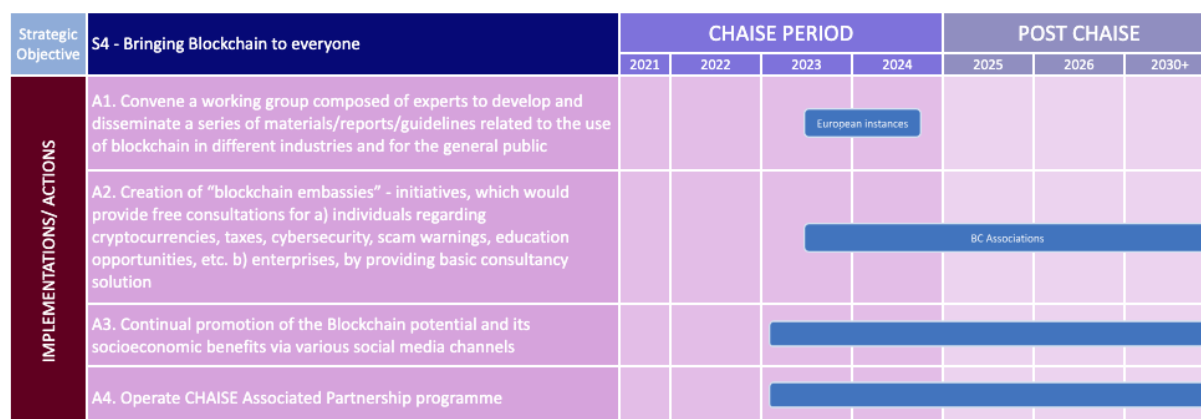 Strategic
Objective
S4 - Bringing Blockchain to everyone
CHAISE PERIOD
POST CHAISE
2021
2022
2023
2024
2025
2026
2030+
IMPLEMENTATIONS/ ACTIONS
A1. Convene a working group composed of experts to develop and
disseminate a series of materials/reports/guidelines related to the use
of blockchain in different industries and for the general public
European instances
A2. Creation of “blockchain embassies” - initiatives, which would
provide free consultations for a) individuals regarding
cryptocurrencies, taxes, cybersecurity, scam warnings, education
opportunities, etc. b) enterprises, by providing basic consultancy
solution
BC Associations
A3. Continual promotion of the Blockchain potential and its
socioeconomic benefits via various social media channels
A4. Operate CHAISE Associated Partnership programme